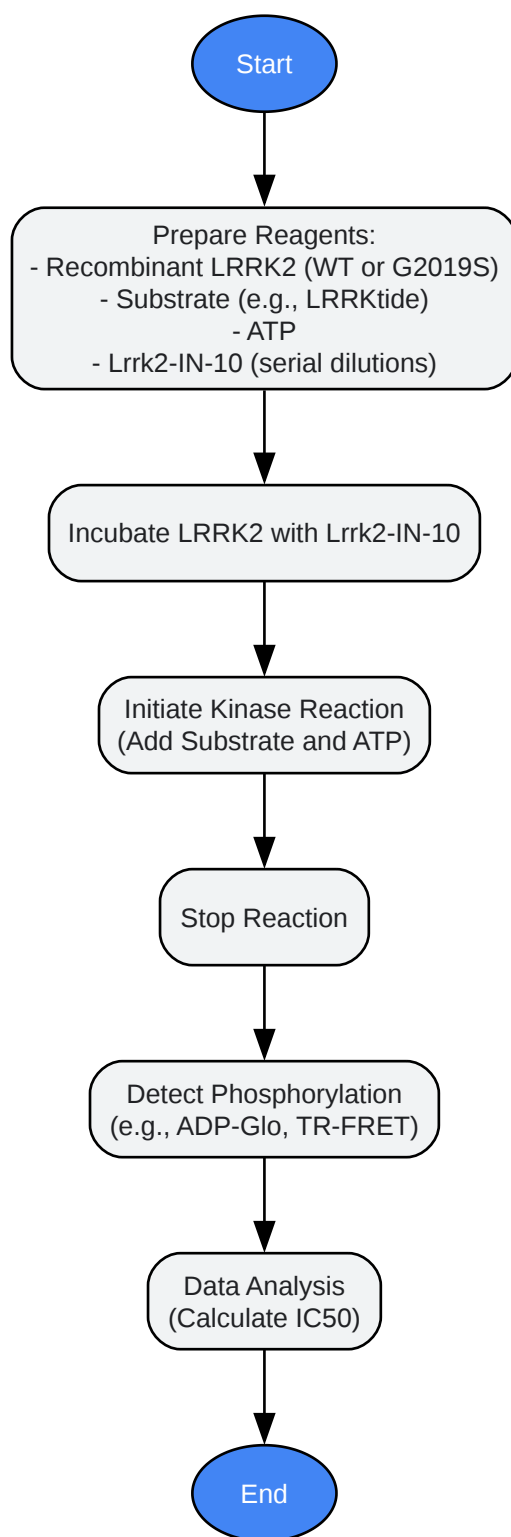 Start
Prepare Reagents:
- Recombinant LRRK2 (WT or G2019S)
- Substrate (e.g., LRRKtide)
- ATP
- Lrrk2-IN-10 (serial dilutions)
Incubate LRRK2 with Lrrk2-IN-10
Initiate Kinase Reaction
(Add Substrate and ATP)
Stop Reaction
Detect Phosphorylation
(e.g., ADP-Glo, TR-FRET)
Data Analysis
(Calculate IC50)
End